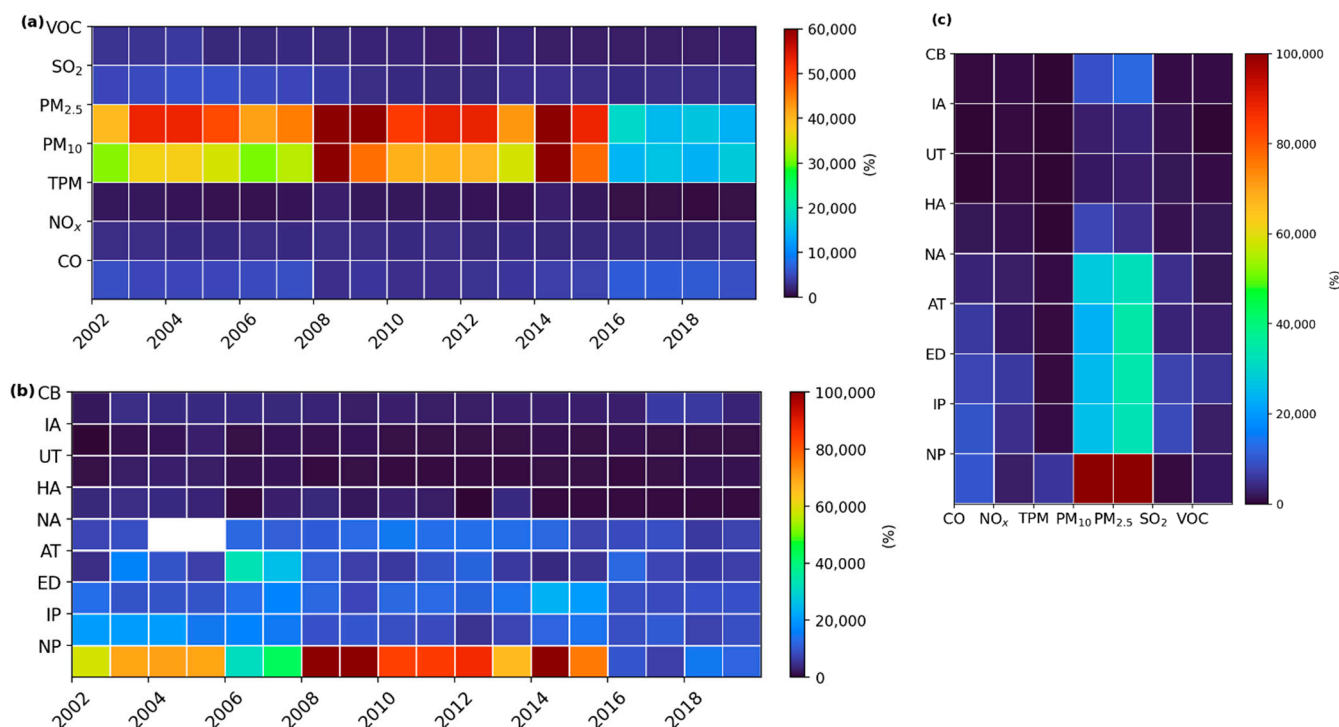 (a)
VOC
SO₂
PM₂.₅
PM₁₀
TPM
NOₓ
CO
2002 2004 2006 2008 2010 2012 2014 2016 2018
60,000
50,000
40,000
30,000
20,000
10,000
0
(%)
(b)
CB
IA
UT
HA
NA
AT
ED
IP
NP
2002 2004 2006 2008 2010 2012 2014 2016 2018
100,000
80,000
60,000
40,000
20,000
0
(%)
(c)
CB
IA
UT
HA
NA
AT
ED
IP
NP
CO NOₓ TPM PM₁₀ PM₂.₅ SO₂ VOC
100,000
80,000
60,000
40,000
20,000
0
(%)